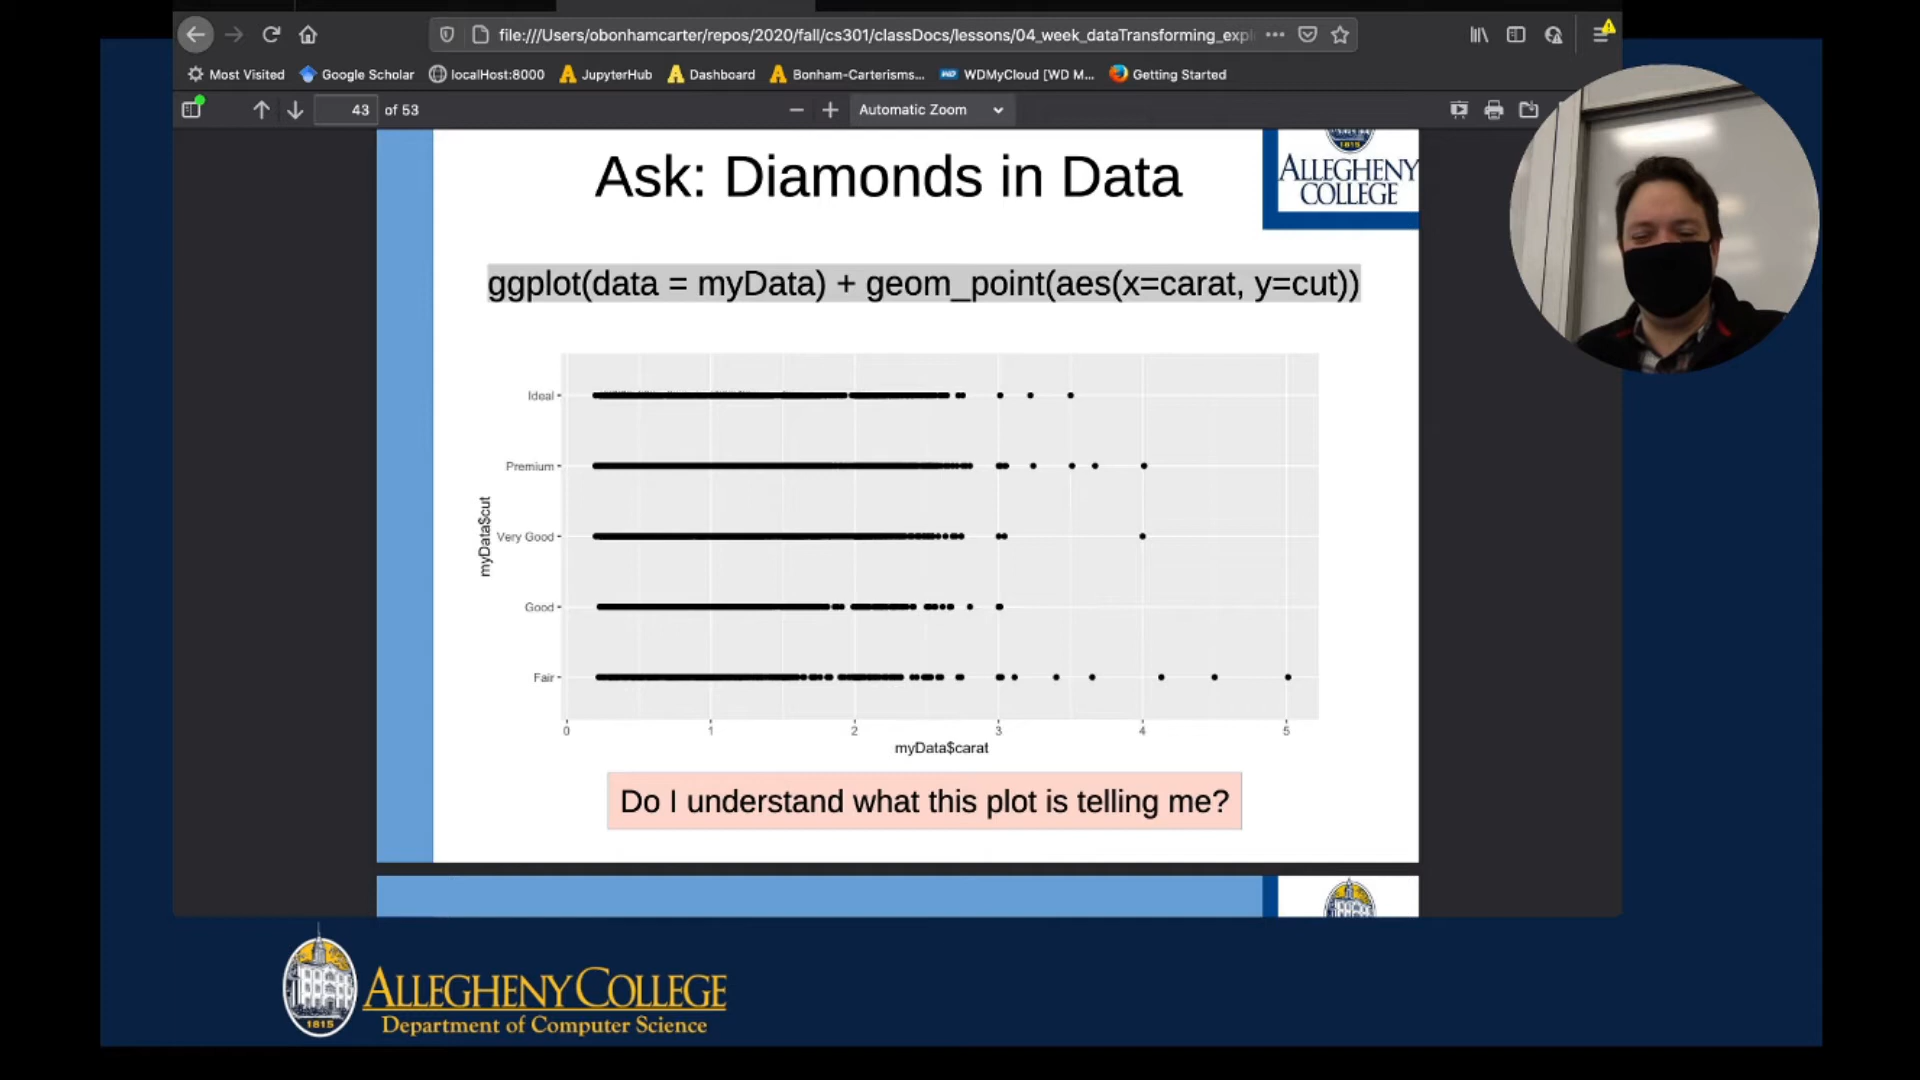 file:///Users/obonhamcarter/repos/2020/fall/cs301/classDocs/lessons/04_week_dataTransforming_expl
Most Visited Google Scholar localHost:8000 JupyterHub Dashboard Bonham-Carterisms... WDMyCloud [WD M... Getting Started
43 of 53 Automatic Zoom
Ask: Diamonds in Data
1815
ALLEGHENY
COLLEGE
ggplot(data = myData) + geom_point(aes(x=carat, y=cut))
Ideal
Premium
Very Good
Good
Fair
myData$cut
0 1 2 3 4 5
myData$carat
Do I understand what this plot is telling me?
1815
ALLEGHENY COLLEGE
Department of Computer Science